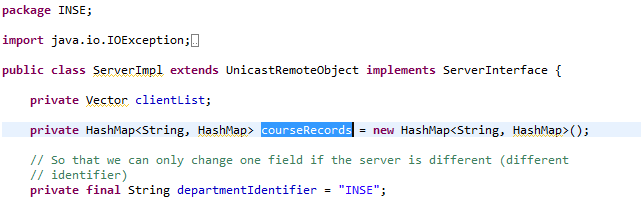 package INSE;
import java.io.IOException;
public class ServerImpl extends UnicastRemoteObject implements ServerInterface {
private Vector clientList;
private HashMap<String, HashMap> courseRecords = new HashMap<String, HashMap>();
// So that we can only change one field if the server is different (different
// identifier)
private final String departmentIdentifier = "INSE";